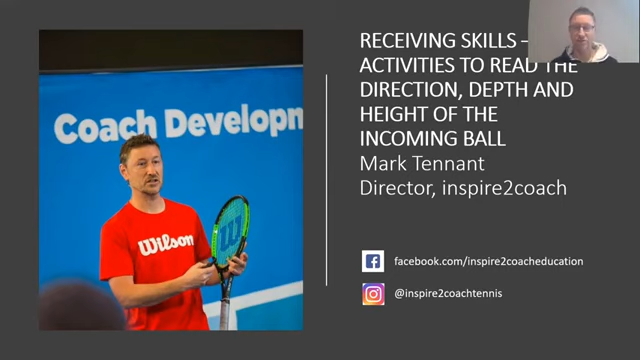 RECEIVING SKILLS –
ACTIVITIES TO READ THE
DIRECTION, DEPTH AND
HEIGHT OF THE
INCOMING BALL
Mark Tennant
Director, inspire2coach
facebook.com/inspire2coacheducation
@inspire2coachtennis
Coach Developm
Wilson
W